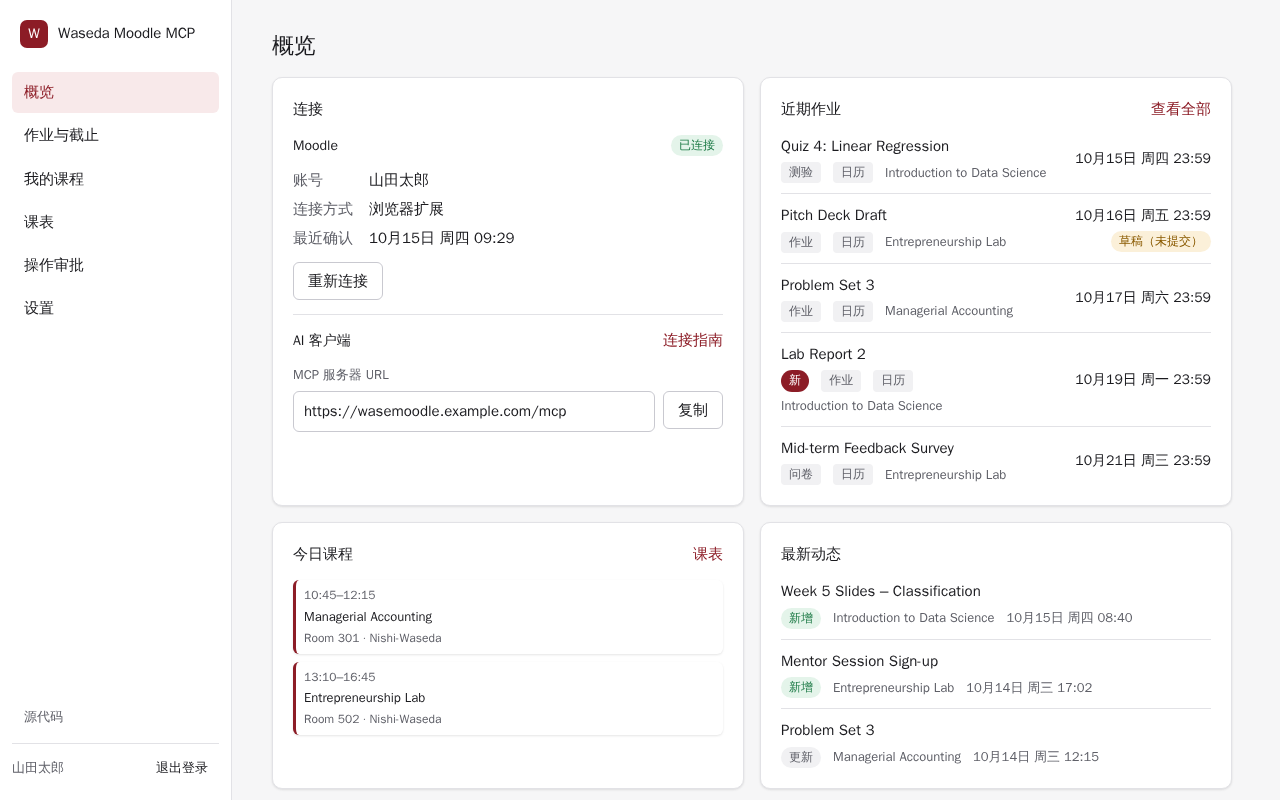 W Waseda Moodle MCP
概览
作业与截止
我的课程
课表
操作审批
设置
源代码
山田太郎 退出登录
概览
连接
Moodle 已连接
账号 山田太郎
连接方式 浏览器扩展
最近确认 10月15日 周四 09:29
重新连接
AI 客户端 连接指南
MCP 服务器 URL
https://wasemoodle.example.com/mcp 复制
近期作业 查看全部
Quiz 4: Linear Regression
测验 日历 Introduction to Data Science
10月15日 周四 23:59
Pitch Deck Draft
作业 日历 Entrepreneurship Lab
10月16日 周五 23:59
草稿（未提交）
Problem Set 3
作业 日历 Managerial Accounting
10月17日 周六 23:59
Lab Report 2
新 作业 日历
Introduction to Data Science
10月19日 周一 23:59
Mid-term Feedback Survey
问卷 日历 Entrepreneurship Lab
10月21日 周三 23:59
今日课程 课表
10:45–12:15
Managerial Accounting
Room 301 · Nishi-Waseda
13:10–16:45
Entrepreneurship Lab
Room 502 · Nishi-Waseda
最新动态
Week 5 Slides – Classification
新增 Introduction to Data Science 10月15日 周四 08:40
Mentor Session Sign-up
新增 Entrepreneurship Lab 10月14日 周三 17:02
Problem Set 3
更新 Managerial Accounting 10月14日 周三 12:15